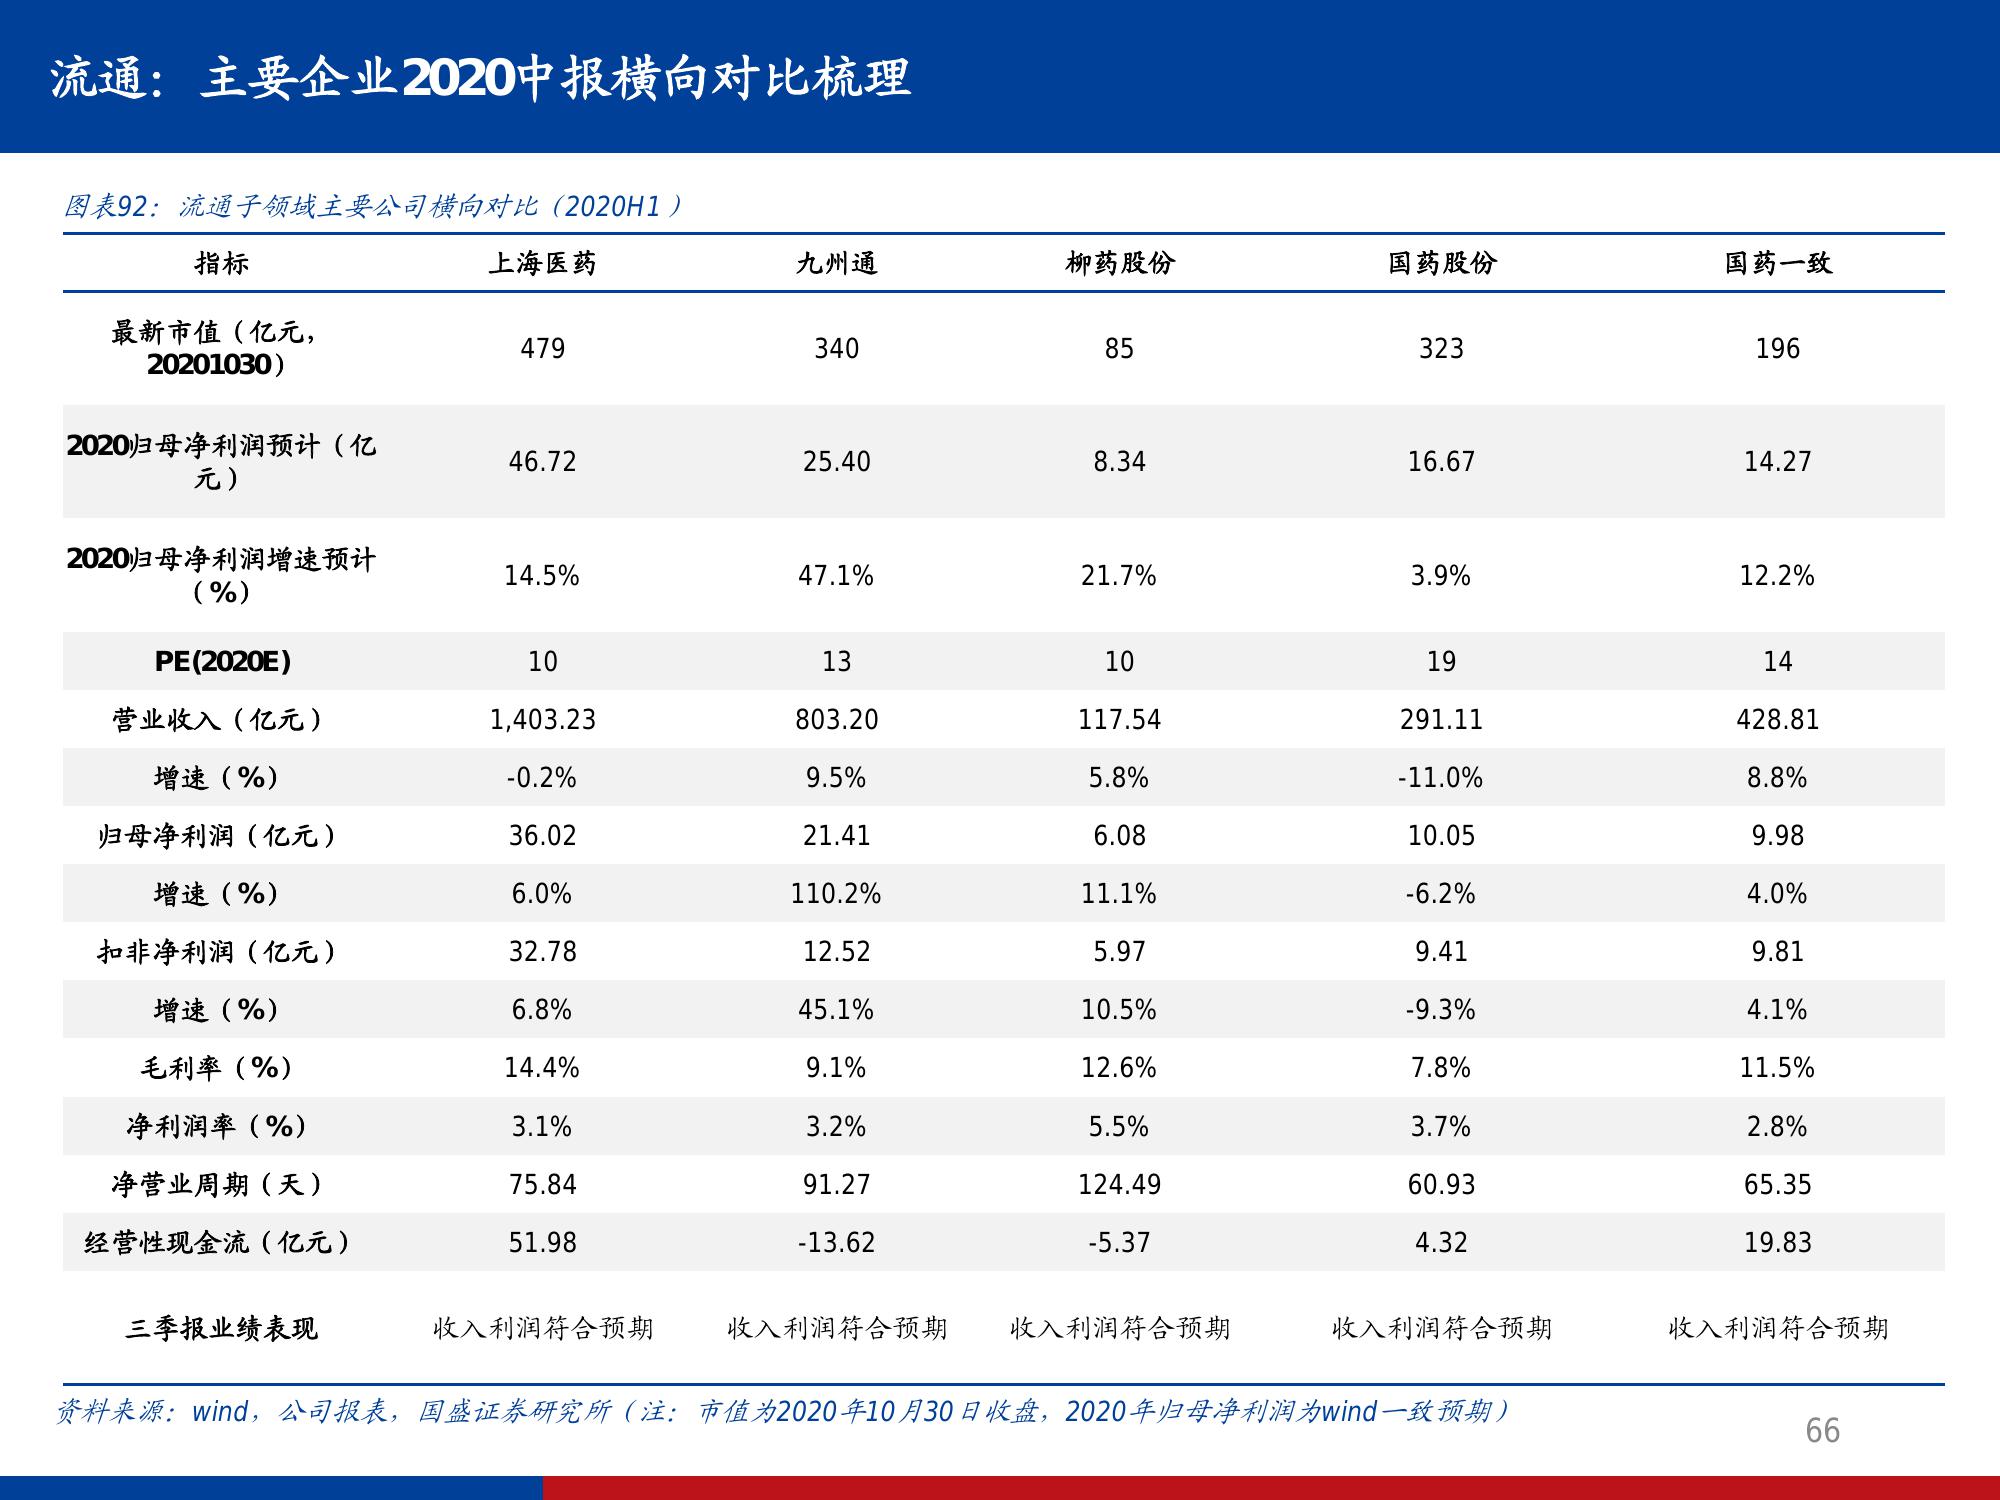 流通：主要企业2020中报横向对比梳理
图表92：流通子领域主要公司横向对比（2020H1）
指标 上海医药 九州通 柳药股份 国药股份 国药一致
最新市值（亿元，
20201030） 479 340 85 323 196
2020归母净利润预计（亿
元） 46.72 25.40 8.34 16.67 14.27
2020归母净利润增速预计
（%） 14.5% 47.1% 21.7% 3.9% 12.2%
PE(2020E) 10 13 10 19 14
营业收入（亿元） 1,403.23 803.20 117.54 291.11 428.81
增速（%） -0.2% 9.5% 5.8% -11.0% 8.8%
归母净利润（亿元） 36.02 21.41 6.08 10.05 9.98
增速（%） 6.0% 110.2% 11.1% -6.2% 4.0%
扣非净利润（亿元） 32.78 12.52 5.97 9.41 9.81
增速（%） 6.8% 45.1% 10.5% -9.3% 4.1%
毛利率（%） 14.4% 9.1% 12.6% 7.8% 11.5%
净利润率（%） 3.1% 3.2% 5.5% 3.7% 2.8%
净营业周期（天） 75.84 91.27 124.49 60.93 65.35
经营性现金流（亿元） 51.98 -13.62 -5.37 4.32 19.83
三季报业绩表现 收入利润符合预期 收入利润符合预期 收入利润符合预期 收入利润符合预期 收入利润符合预期
资料来源：wind，公司报表，国盛证券研究所（注：市值为2020年10月30日收盘，2020年归母净利润为wind一致预期）
66